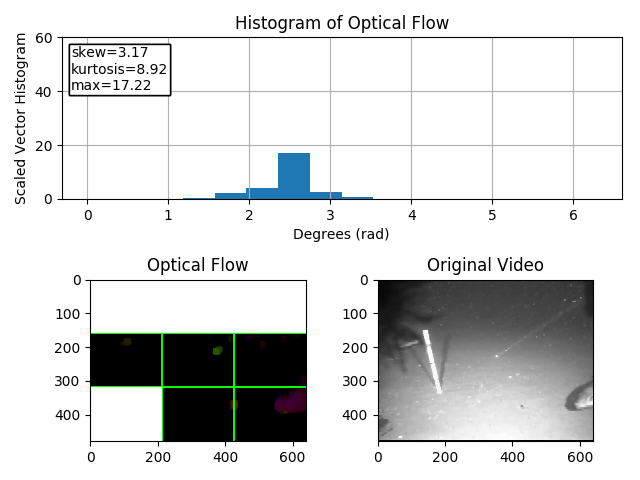 Histogram of Optical Flow
Scaled Vector Histogram
60
40
20
0
skew=3.17
kurtosis=8.92
max=17.22
0 1 2 3 4 5 6
Degrees (rad)
Optical Flow
0
100
200
300
400
0 200 400 600
Original Video
0
100
200
300
400
0 200 400 600